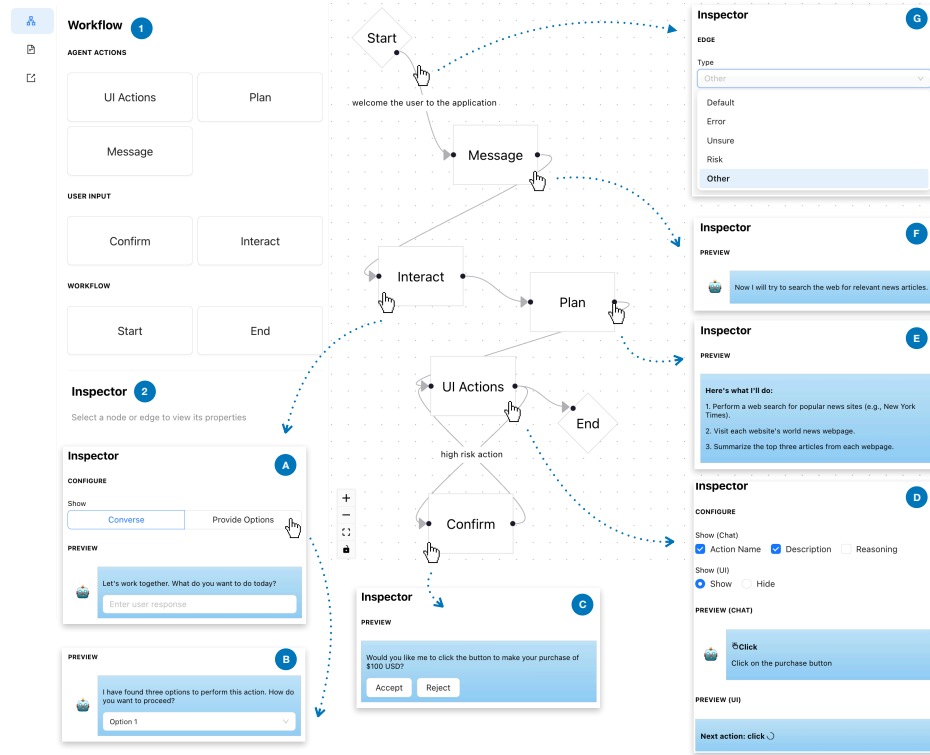 Workflow
1
AGENT ACTIONS
UI Actions
Plan
Message
USER INPUT
Confirm
Interact
WORKFLOW
Start
End
Inspector
2
Select a node or edge to view its properties
Inspector
A
CONFIGURE
Show
Converse
Provide Options
PREVIEW
Let's work together. What do you want to do today?
Enter user response
PREVIEW
B
I have found three options to perform this action. How do
you want to proceed?
Option 1
Start
welcome the user to the application
Message
Interact
Plan
UI Actions
End
high risk action
Confirm
Inspector
C
PREVIEW
Would you like me to click the button to make your purchase of
$100 USD?
Accept
Reject
Inspector
G
EDGE
Type
Other
Default
Error
Unsure
Risk
Other
Inspector
F
PREVIEW
Now I will try to search the web for relevant news articles.
Inspector
E
PREVIEW
Here's what I'll do:
1. Perform a web search for popular news sites (e.g., New York
Times).
2. Visit each website's world news webpage.
3. Summarize the top three articles from each webpage.
Inspector
D
CONFIGURE
Show (Chat)
Action Name
Description
Reasoning
Show (UI)
Show
Hide
PREVIEW (CHAT)
Click
Click on the purchase button
PREVIEW (UI)
Next action: click